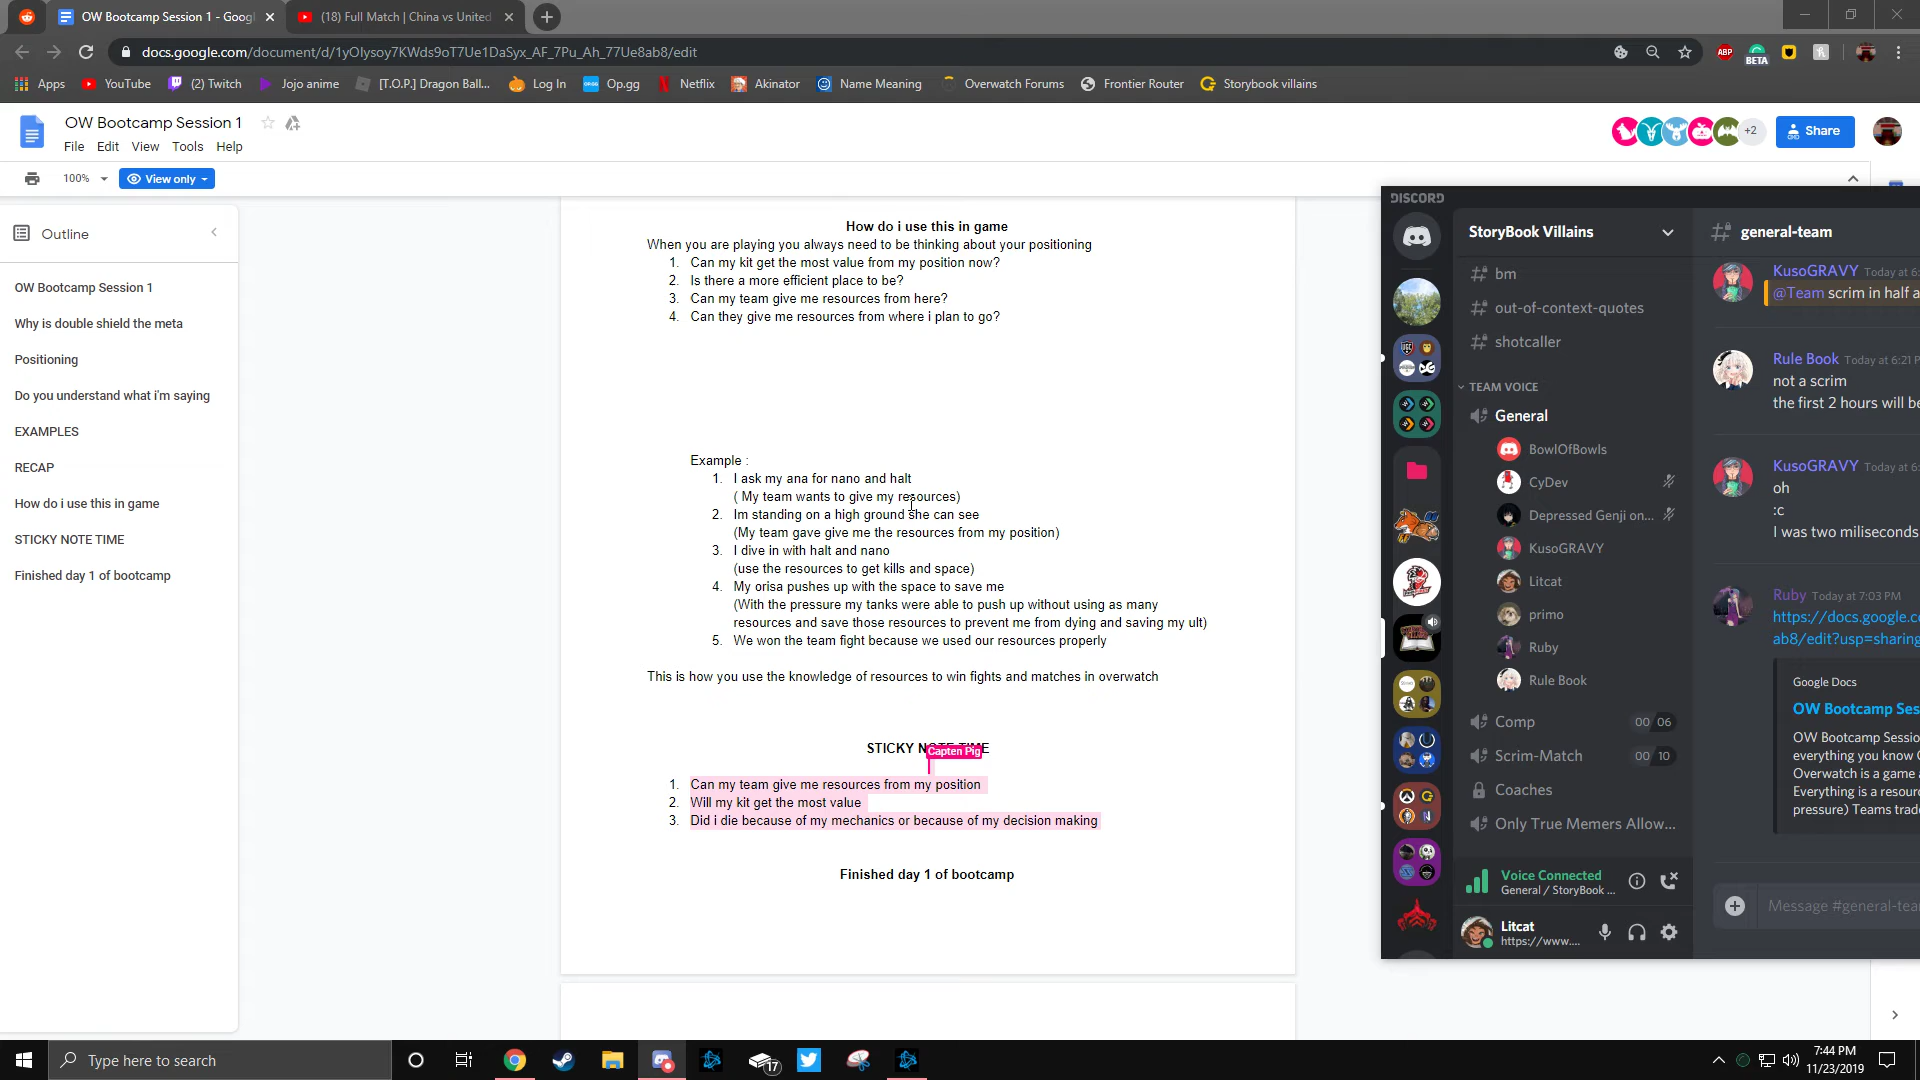 OW Bootcamp Session 1 - Goog
(18) Full Match | China vs United
docs.google.com/document/d/1yOIysoy7KWds9oT7Ue1DaSyx_AF_7Pu_Ah_77Ue8ab8/edit
ABP
BETA
Apps
YouTube
(2) Twitch
Jojo anime
[T.O.P.] Dragon Ball...
Log In
Op.gg
Netflix
Akinator
Name Meaning
Overwatch Forums
Frontier Router
Storybook villains
OW Bootcamp Session 1
File Edit View Tools Help
+2
Share
100%
View only
Outline
OW Bootcamp Session 1
Why is double shield the meta
Positioning
Do you understand what i'm saying
EXAMPLES
RECAP
How do i use this in game
STICKY NOTE TIME
Finished day 1 of bootcamp
How do i use this in game
When you are playing you always need to be thinking about your positioning
1. Can my kit get the most value from my position now?
2. Is there a more efficient place to be?
3. Can my team give me resources from here?
4. Can they give me resources from where i plan to go?
Example :
1. I ask my ana for nano and halt
( My team wants to give my resources)
2. Im standing on a high ground she can see
(My team gave give me the resources from my position)
3. I dive in with halt and nano
(use the resources to get kills and space)
4. My orisa pushes up with the space to save me
(With the pressure my tanks were able to push up without using as many
resources and save those resources to prevent me from dying and saving my ult)
5. We won the team fight because we used our resources properly
This is how you use the knowledge of resources to win fights and matches in overwatch
STICKY NOTE TIME
Capten Pig
1. Can my team give me resources from my position
2. Will my kit get the most value
3. Did i die because of my mechanics or because of my decision making
Finished day 1 of bootcamp
DISCORD
StoryBook Villains
bm
out-of-context-quotes
shotcaller
TEAM VOICE
General
BowlOfBowls
CyDev
Depressed Genji on...
KusoGRAVY
Litcat
primo
Ruby
Rule Book
Comp 00 06
Scrim-Match 00 10
Coaches
Only True Memers Allow...
Voice Connected
General / StoryBook ...
Litcat
https://www....
general-team
KusoGRAVY Today at 6:
@Team scrim in half a
Rule Book Today at 6:21 P
not a scrim
the first 2 hours will be
KusoGRAVY Today at 6:
oh
:c
I was two miliseconds
Ruby Today at 7:03 PM
https://docs.google.co
ab8/edit?usp=sharing
Google Docs
OW Bootcamp Ses
OW Bootcamp Sessio
everything you know
Overwatch is a game
Everything is a resourc
pressure) Teams trade
Message #general-tea
Type here to search
17
7:44 PM
11/23/2019